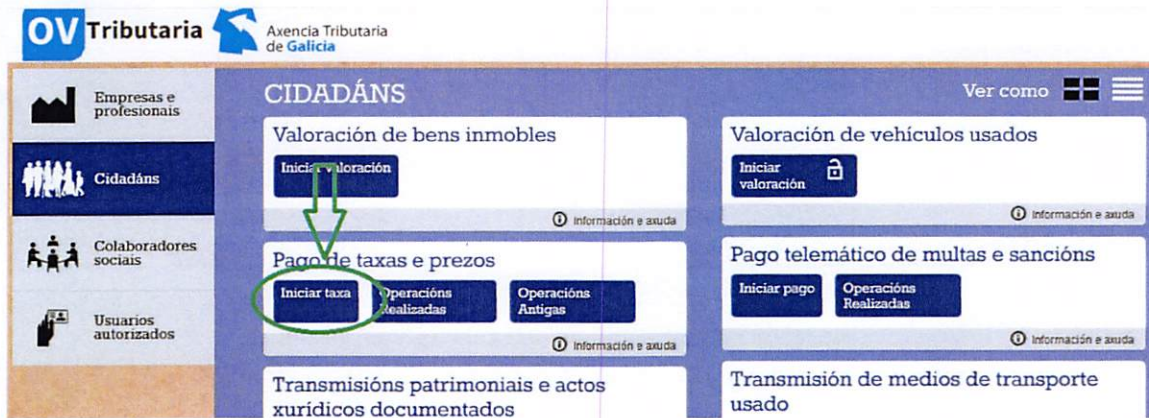 OV Tributaria
Axencia Tributaria
de Galicia
Empresas e
profesionais
Cidadáns
Colaboradores
sociais
Usuarios
autorizados
CIDADÁNS
Ver como
Valoración de bens inmobles
Iniciar valoración
Información e axuda
Valoración de vehículos usados
Iniciar
valoración
Información e axuda
Pago de taxas e prezos
Iniciar taxa
Operacións
Realizadas
Operacións
Antigas
Información e axuda
Pago telemático de multas e sancións
Iniciar pago
Operacións
Realizadas
Información e axuda
Transmisións patrimoniais e actos
xurídicos documentados
Transmisión de medios de transporte
usado